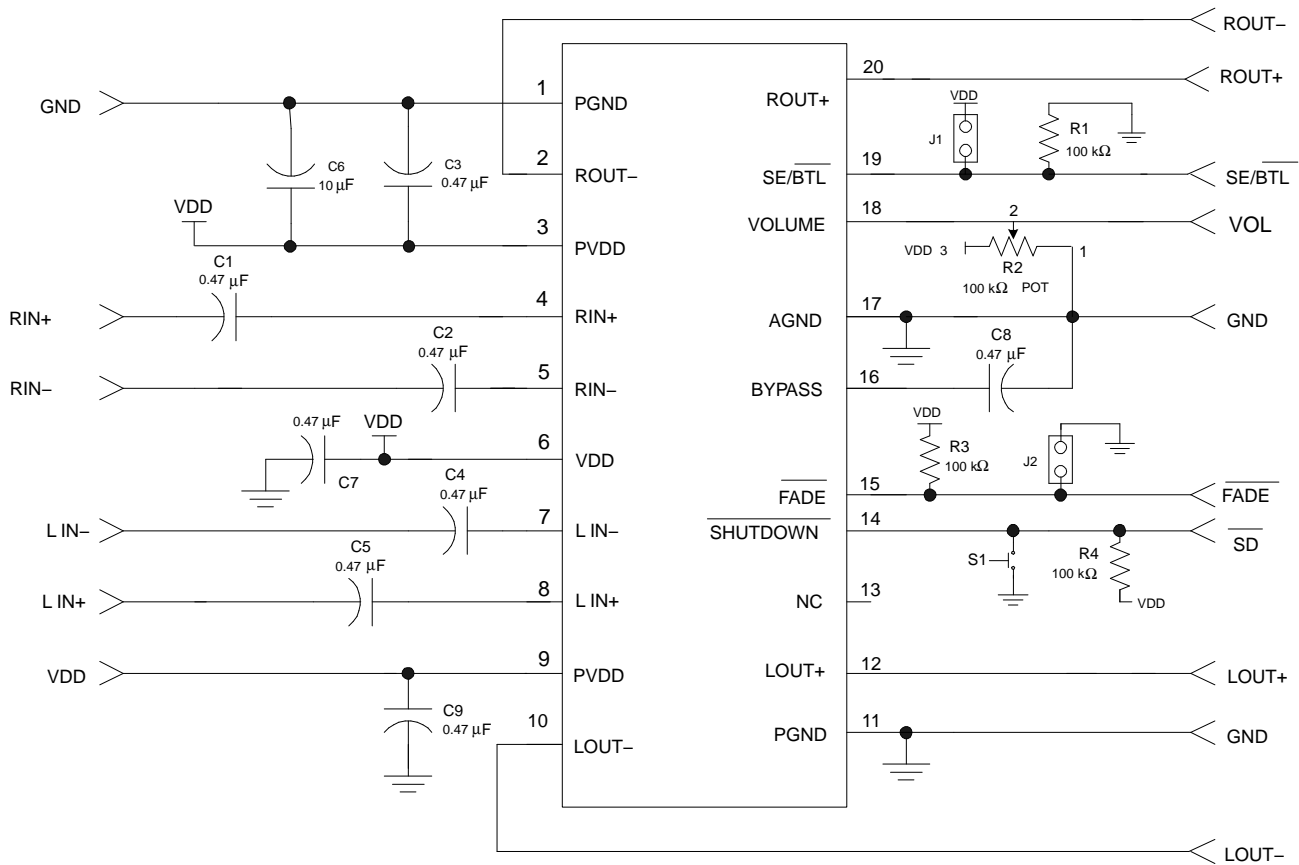 ROUT–
20
ROUT+
ROUT+
GND
1
PGND
VDD
J1
R1
100 kΩ
C6
10 μF
C3
0.47 μF
2
ROUT–
19
SE/BTL
SE/BTL
VDD
3
PVDD
18
VOLUME
2
VOL
VDD 3
1
R2
100 kΩ POT
C1
0.47 μF
RIN+
4
RIN+
17
AGND
GND
C2
0.47 μF
C8
0.47 μF
RIN–
5
RIN–
16
BYPASS
0.47 μF
VDD
6
VDD
C7
VDD
R3
100 kΩ
J2
15
FADE
FADE
C4
0.47 μF
L IN–
7
L IN–
14
SHUTDOWN
SD
S1
R4
100 kΩ
VDD
C5
0.47 μF
L IN+
8
L IN+
13
NC
VDD
9
PVDD
12
LOUT+
LOUT+
C9
0.47 μF
10
LOUT–
11
PGND
GND
LOUT–